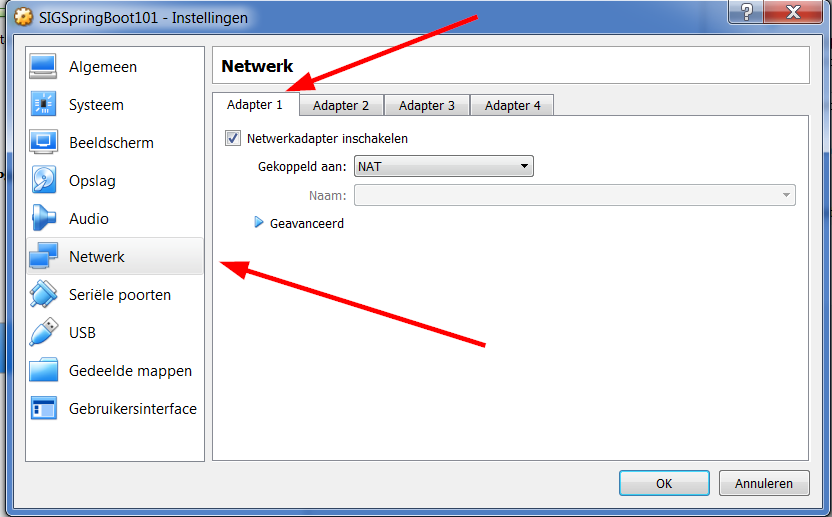 SIGSpringBoot101 - Instellingen
Algemeen
Systeem
Beeldscherm
Opslag
Audio
Netwerk
Seriële poorten
USB
Gedeelde mappen
Gebruikersinterface
Netwerk
Adapter 1 Adapter 2 Adapter 3 Adapter 4
Netwerkadapter inschakelen
Gekoppeld aan: NAT
Naam:
Geavanceerd
OK Annuleren